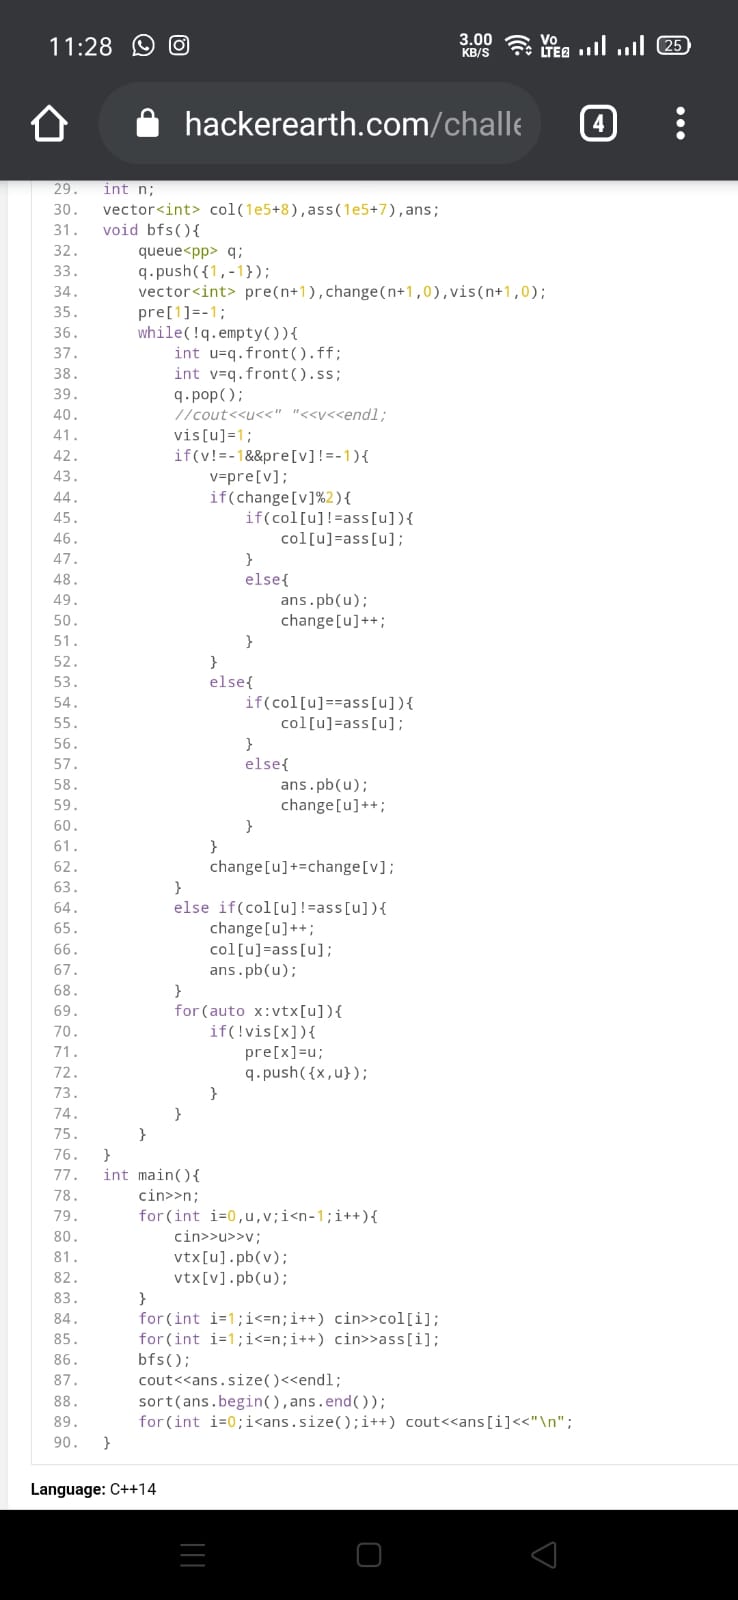 11:28
3.00 KB/S
Vo LTE2
25
hackerearth.com/challe
4
29. int n;
30. vector<int> col(1e5+8),ass(1e5+7),ans;
31. void bfs(){
32.     queue<pp> q;
33.     q.push({1,-1});
34.     vector<int> pre(n+1),change(n+1,0),vis(n+1,0);
35.     pre[1]=-1;
36.     while(!q.empty()){
37.         int u=q.front().ff;
38.         int v=q.front().ss;
39.         q.pop();
40.         //cout<<u<<" "<<v<<endl;
41.         vis[u]=1;
42.         if(v!=-1&&pre[v]!=-1){
43.             v=pre[v];
44.             if(change[v]%2){
45.                 if(col[u]!=ass[u]){
46.                     col[u]=ass[u];
47.                 }
48.                 else{
49.                     ans.pb(u);
50.                     change[u]++;
51.                 }
52.             }
53.             else{
54.                 if(col[u]==ass[u]){
55.                     col[u]=ass[u];
56.                 }
57.                 else{
58.                     ans.pb(u);
59.                     change[u]++;
60.                 }
61.             }
62.             change[u]+=change[v];
63.         }
64.         else if(col[u]!=ass[u]){
65.             change[u]++;
66.             col[u]=ass[u];
67.             ans.pb(u);
68.         }
69.         for(auto x:vtx[u]){
70.             if(!vis[x]){
71.                 pre[x]=u;
72.                 q.push({x,u});
73.             }
74.         }
75.     }
76. }
77. int main(){
78.     cin>>n;
79.     for(int i=0,u,v;i<n-1;i++){
80.         cin>>u>>v;
81.         vtx[u].pb(v);
82.         vtx[v].pb(u);
83.     }
84.     for(int i=1;i<=n;i++) cin>>col[i];
85.     for(int i=1;i<=n;i++) cin>>ass[i];
86.     bfs();
87.     cout<<ans.size()<<endl;
88.     sort(ans.begin(),ans.end());
89.     for(int i=0;i<ans.size();i++) cout<<ans[i]<<"\n";
90. }
Language: C++14